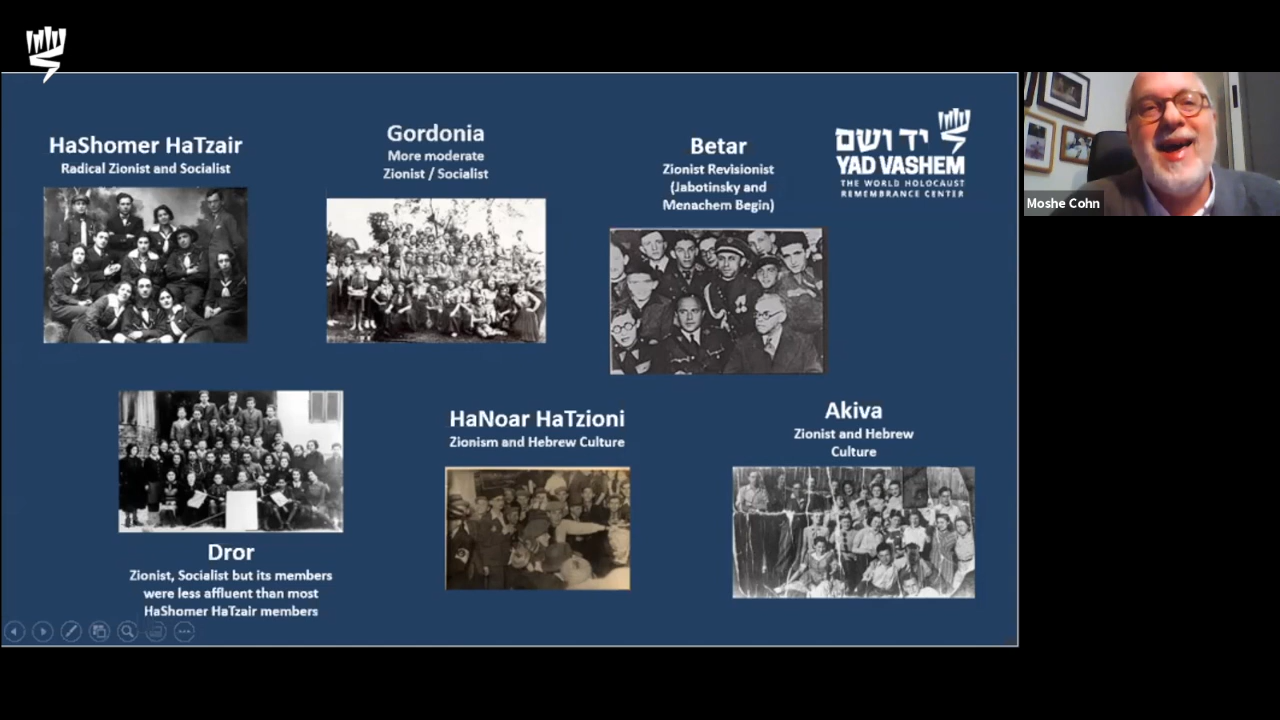 HaShomer HaTzair
Radical Zionist and Socialist
Gordonia
More moderate
Zionist / Socialist
Betar
Zionist Revisionist
(Jabotinsky and
Menachem Begin)
יד ושם
YAD VASHEM
THE WORLD HOLOCAUST
REMEMBRANCE CENTER
Moshe Cohn
Dror
Zionist, Socialist but its members
were less affluent than most
HaShomer HaTzair members
HaNoar HaTzioni
Zionism and Hebrew Culture
Akiva
Zionist and Hebrew
Culture